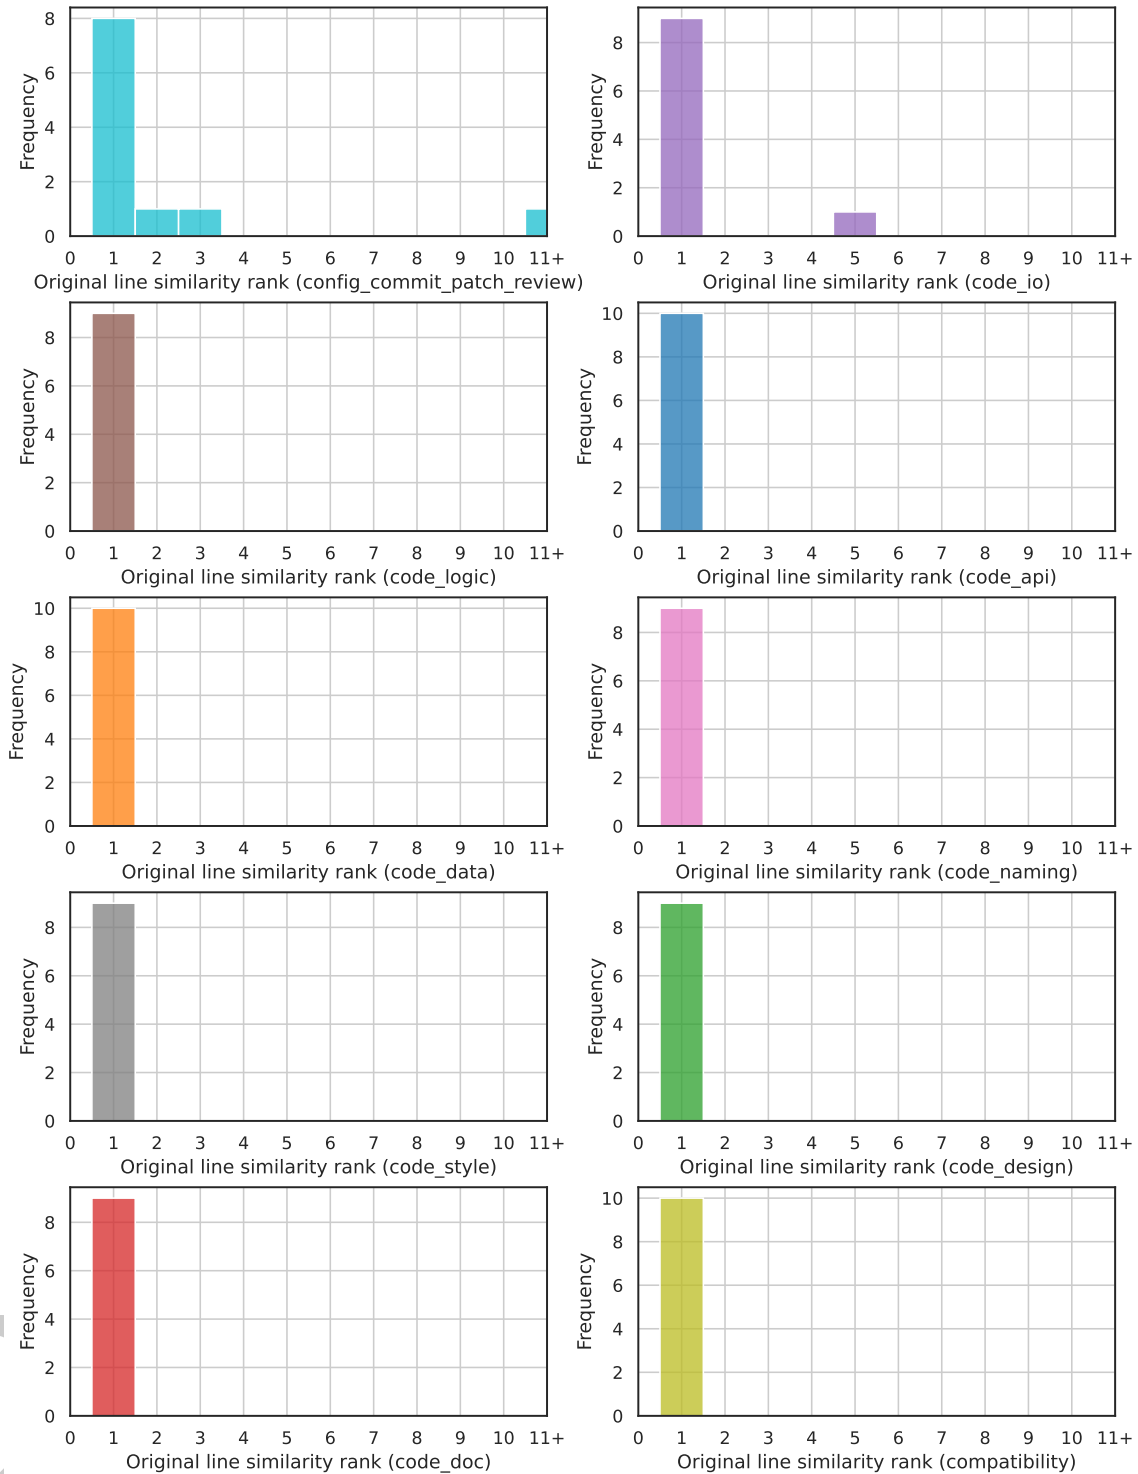 Frequency
8
6
4
2
0
0 1 2 3 4 5 6 7 8 9 10 11+
Original line similarity rank (config_commit_patch_review)
Frequency
8
6
4
2
0
0 1 2 3 4 5 6 7 8 9 10 11+
Original line similarity rank (code_io)
Frequency
8
6
4
2
0
0 1 2 3 4 5 6 7 8 9 10 11+
Original line similarity rank (code_logic)
Frequency
10
8
6
4
2
0
0 1 2 3 4 5 6 7 8 9 10 11+
Original line similarity rank (code_api)
Frequency
10
8
6
4
2
0
0 1 2 3 4 5 6 7 8 9 10 11+
Original line similarity rank (code_data)
Frequency
8
6
4
2
0
0 1 2 3 4 5 6 7 8 9 10 11+
Original line similarity rank (code_naming)
Frequency
8
6
4
2
0
0 1 2 3 4 5 6 7 8 9 10 11+
Original line similarity rank (code_style)
Frequency
8
6
4
2
0
0 1 2 3 4 5 6 7 8 9 10 11+
Original line similarity rank (code_design)
Frequency
8
6
4
2
0
0 1 2 3 4 5 6 7 8 9 10 11+
Original line similarity rank (code_doc)
Frequency
10
8
6
4
2
0
0 1 2 3 4 5 6 7 8 9 10 11+
Original line similarity rank (compatibility)